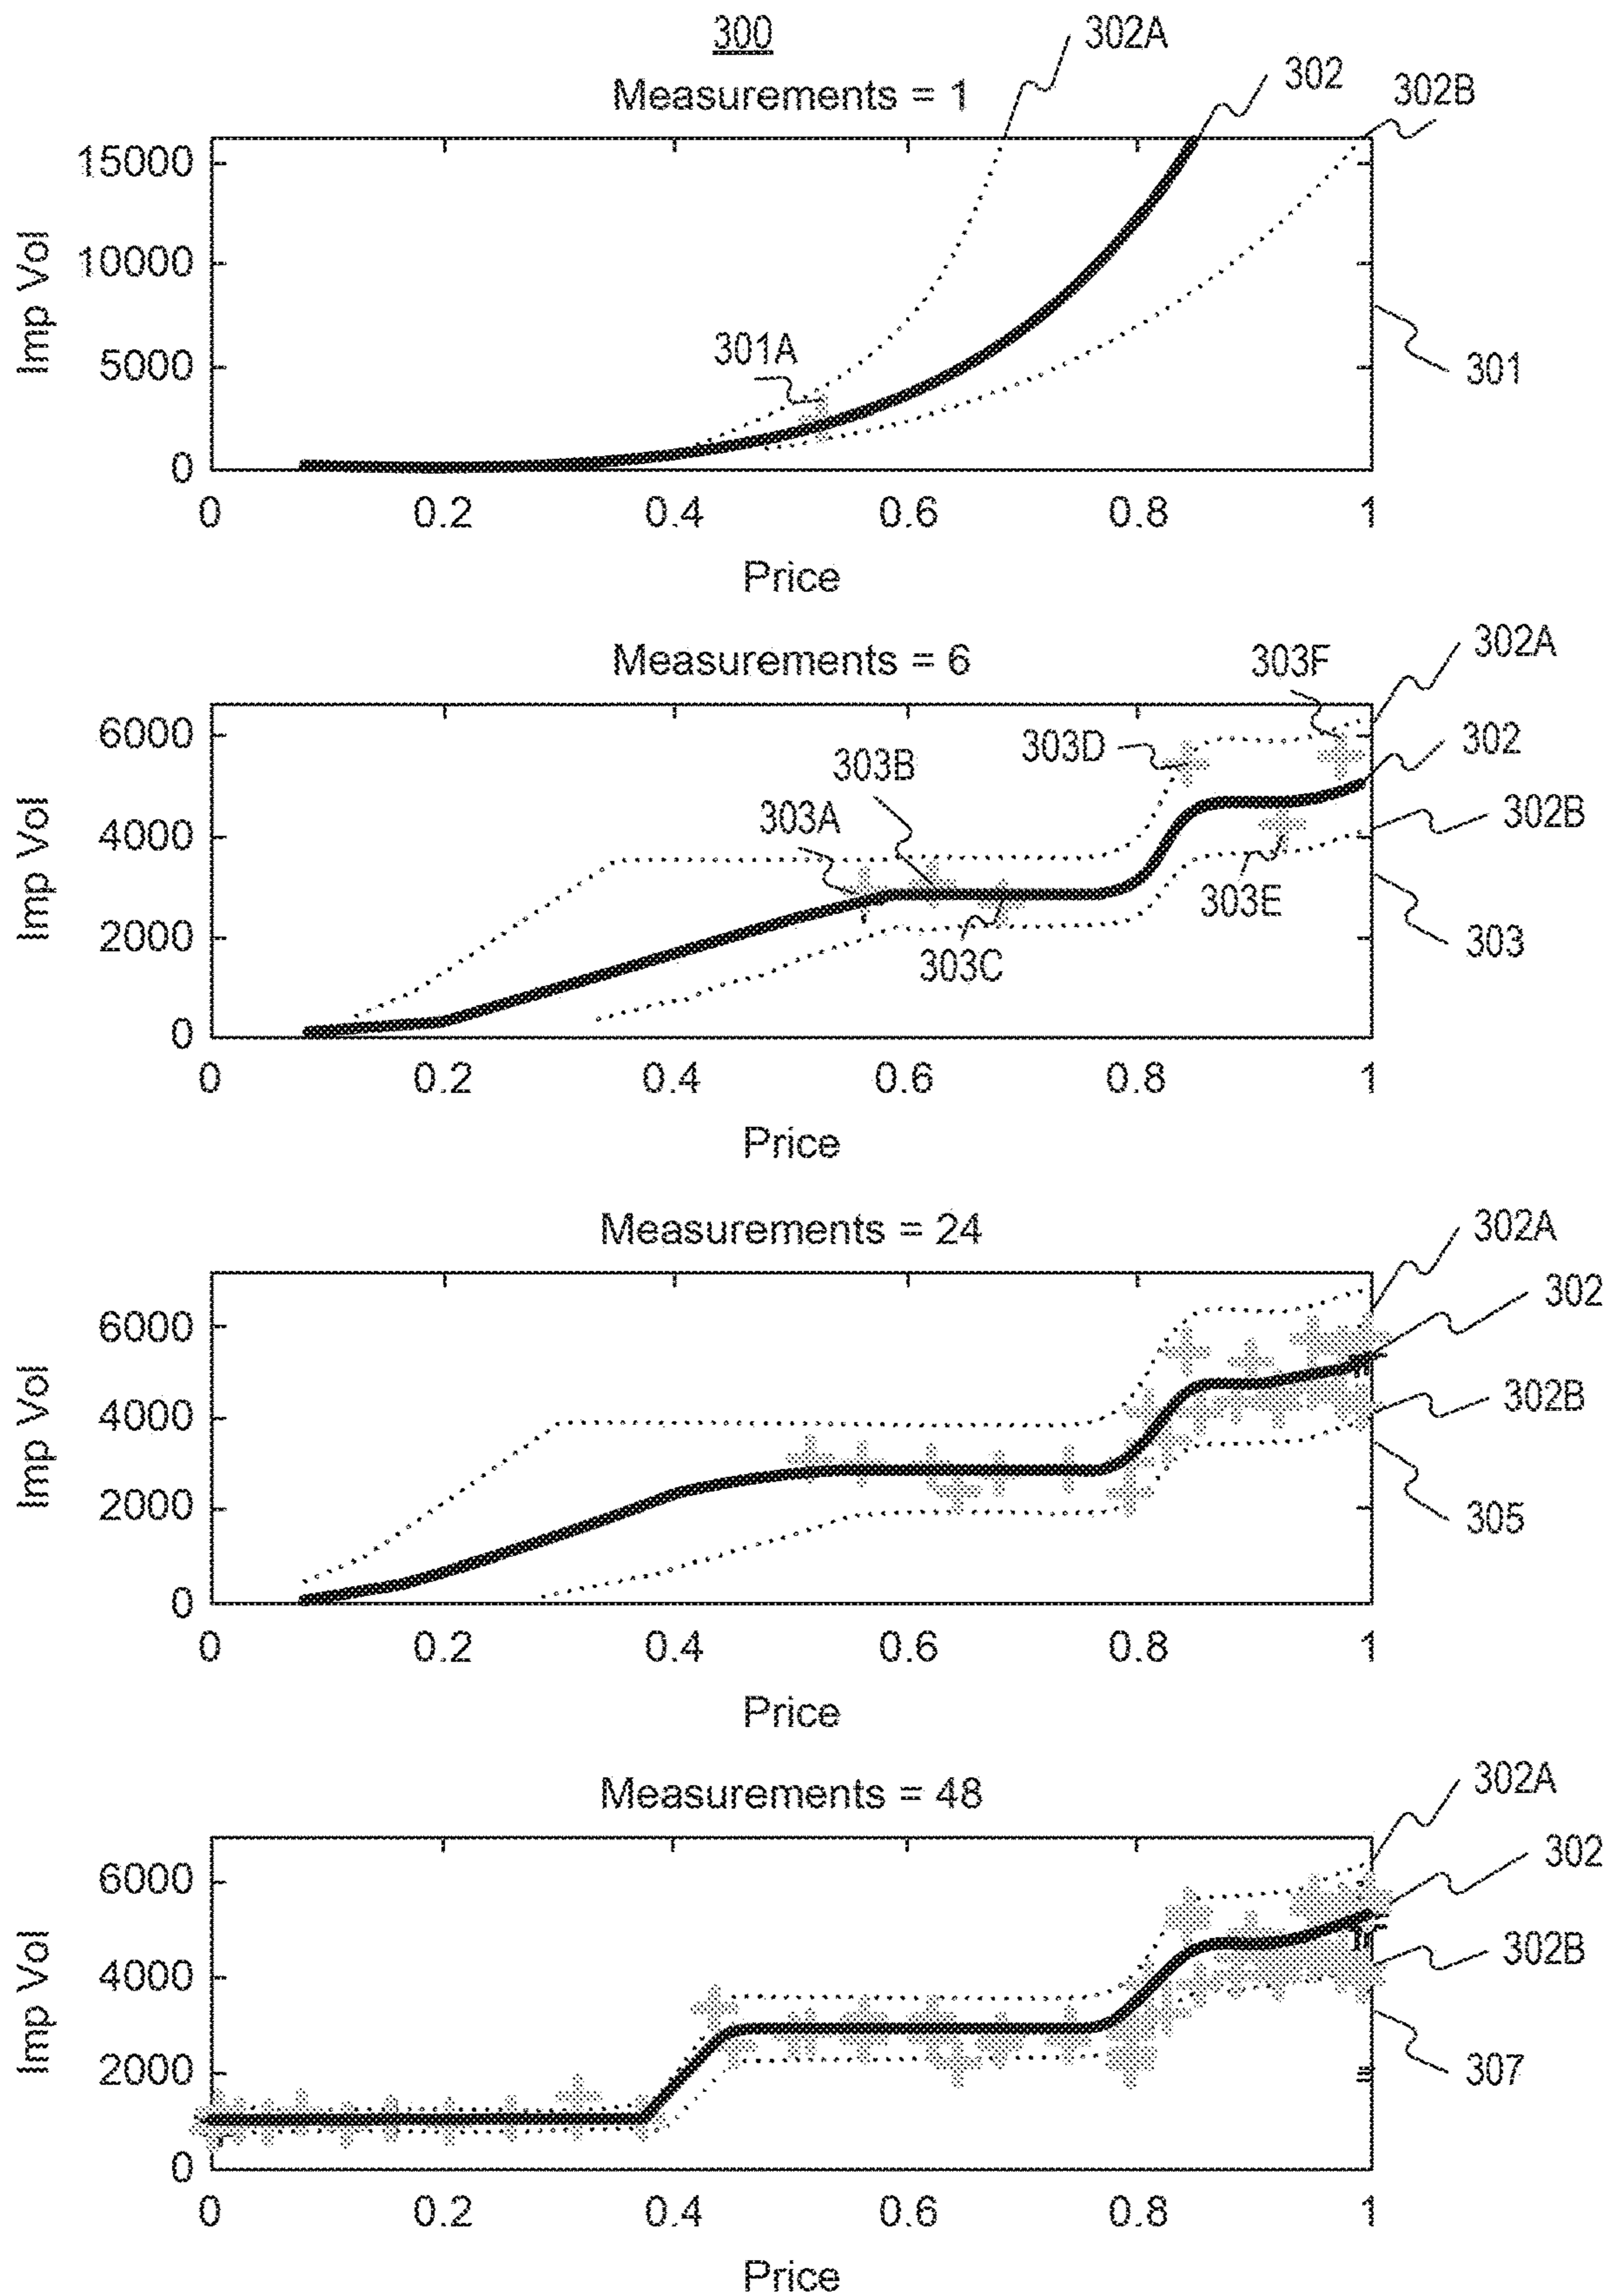 300
302A
Measurements = 1
302
302B
15000
10000
5000
0
Imp Vol
301A
301
0 0.2 0.4 0.6 0.8 1
Price
Measurements = 6
302A
303F
303D
302
303B
303A
302B
303E
303C
303
6000
4000
2000
0
Imp Vol
0 0.2 0.4 0.6 0.8 1
Price
Measurements = 24
302A
302
302B
305
6000
4000
2000
0
Imp Vol
0 0.2 0.4 0.6 0.8 1
Price
Measurements = 48
302A
302
302B
307
6000
4000
2000
0
Imp Vol
0 0.2 0.4 0.6 0.8 1
Price